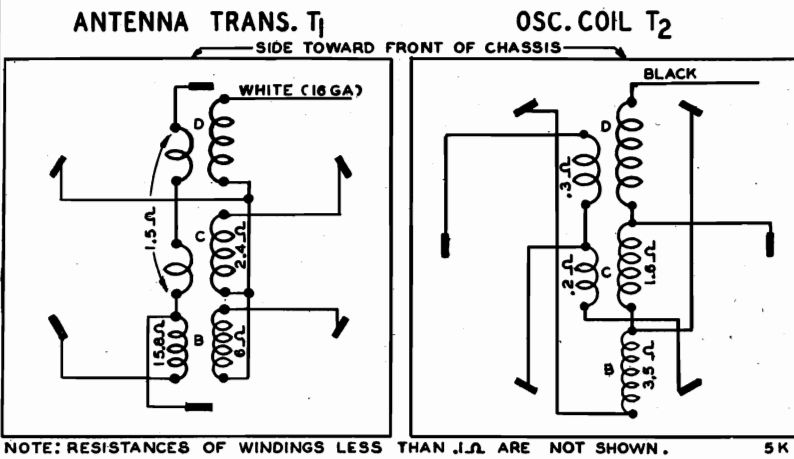 ANTENNA TRANS. T1
OSC. COIL T2
SIDE TOWARD FRONT OF CHASSIS
WHITE (16 GA)
D
1.5 Ω
C
2.4 Ω
15.8 Ω
B
6 Ω
BLACK
D
.3 Ω
.2 Ω
C
1.6 Ω
B
3.5 Ω
NOTE: RESISTANCES OF WINDINGS LESS THAN .1 Ω ARE NOT SHOWN.
5K